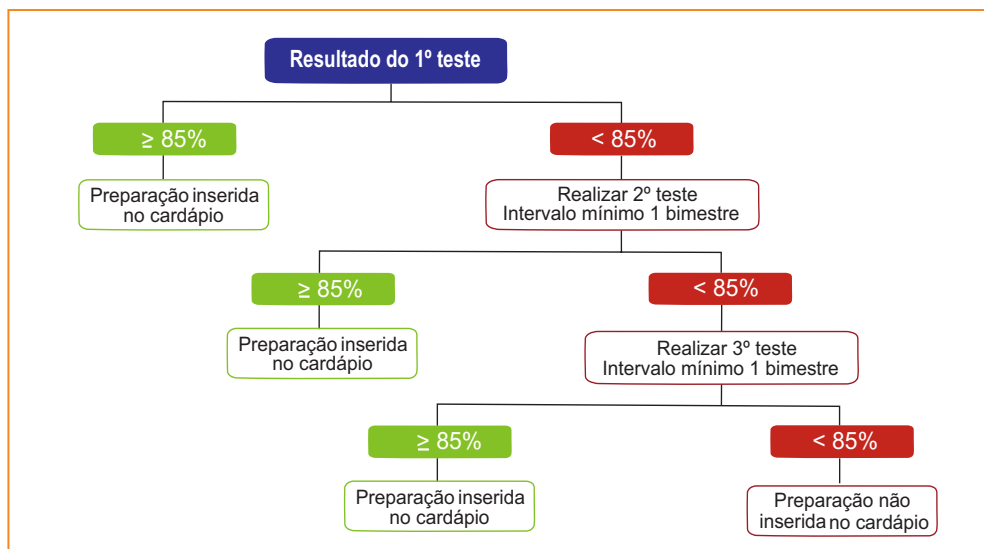 Resultado do 1º teste
≥ 85%
< 85%
Preparação inserida
no cardápio
Realizar 2º teste
Intervalo mínimo 1 bimestre
≥ 85%
< 85%
Preparação inserida
no cardápio
Realizar 3º teste
Intervalo mínimo 1 bimestre
≥ 85%
< 85%
Preparação inserida
no cardápio
Preparação não
inserida no cardápio